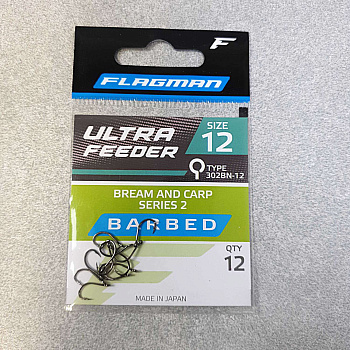 F
FLAGMAN
ULTRA
FEEDER
SIZE
12
TYPE
302BN-12
BREAM AND CARP
SERIES 2
BARBED
QTY
12
MADE IN JAPAN